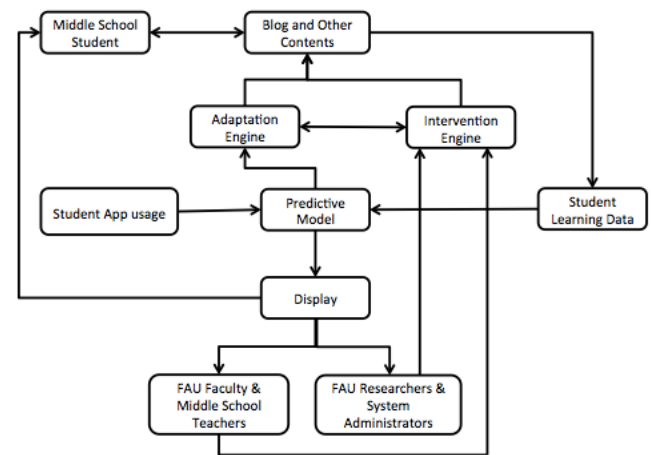 Middle School
Student
Blog and Other
Contents
Adaptation
Engine
Intervention
Engine
Student App usage
Predictive
Model
Student
Learning Data
Display
FAU Faculty &
Middle School
Teachers
FAU Researchers &
System
Administrators